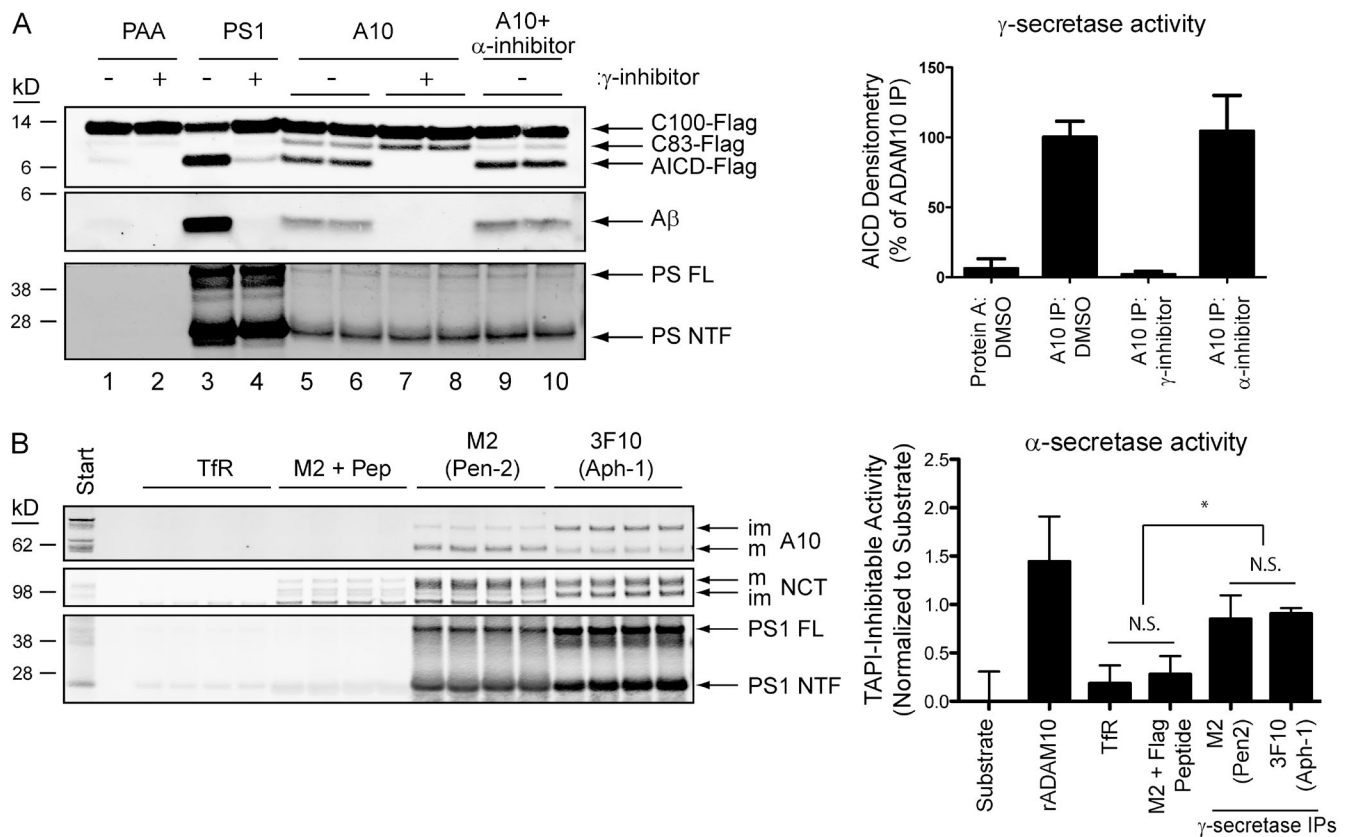 A
PAA PS1 A10 A10+
α-inhibitor
kD - + - + - + - :γ-inhibitor
14 C100-Flag
C83-Flag
6 AICD-Flag
6
Aβ
PS FL
38
28
PS NTF
1 2 3 4 5 6 7 8 9 10
γ-secretase activity
AICD Densitometry
(% of ADAM10 IP)
150
100
50
0
Protein A:
DMSO
A10 IP:
DMSO
A10 IP:
γ-inhibitor
A10 IP:
α-inhibitor
B
Start TfR M2 + Pep M2
(Pen-2)
3F10
(Aph-1)
kD
im
62 m A10
m
98 NCT
im
PS1 FL
38
28
PS1 NTF
α-secretase activity
TAPI-Inhibitable Activity
(Normalized to Substrate)
2.5
2.0
1.5
1.0
0.5
0.0
*
N.S.
N.S.
Substrate
rADAM10
TfR
M2 + Flag
Peptide
M2
(Pen2)
3F10
(Aph-1)
γ-secretase IPs